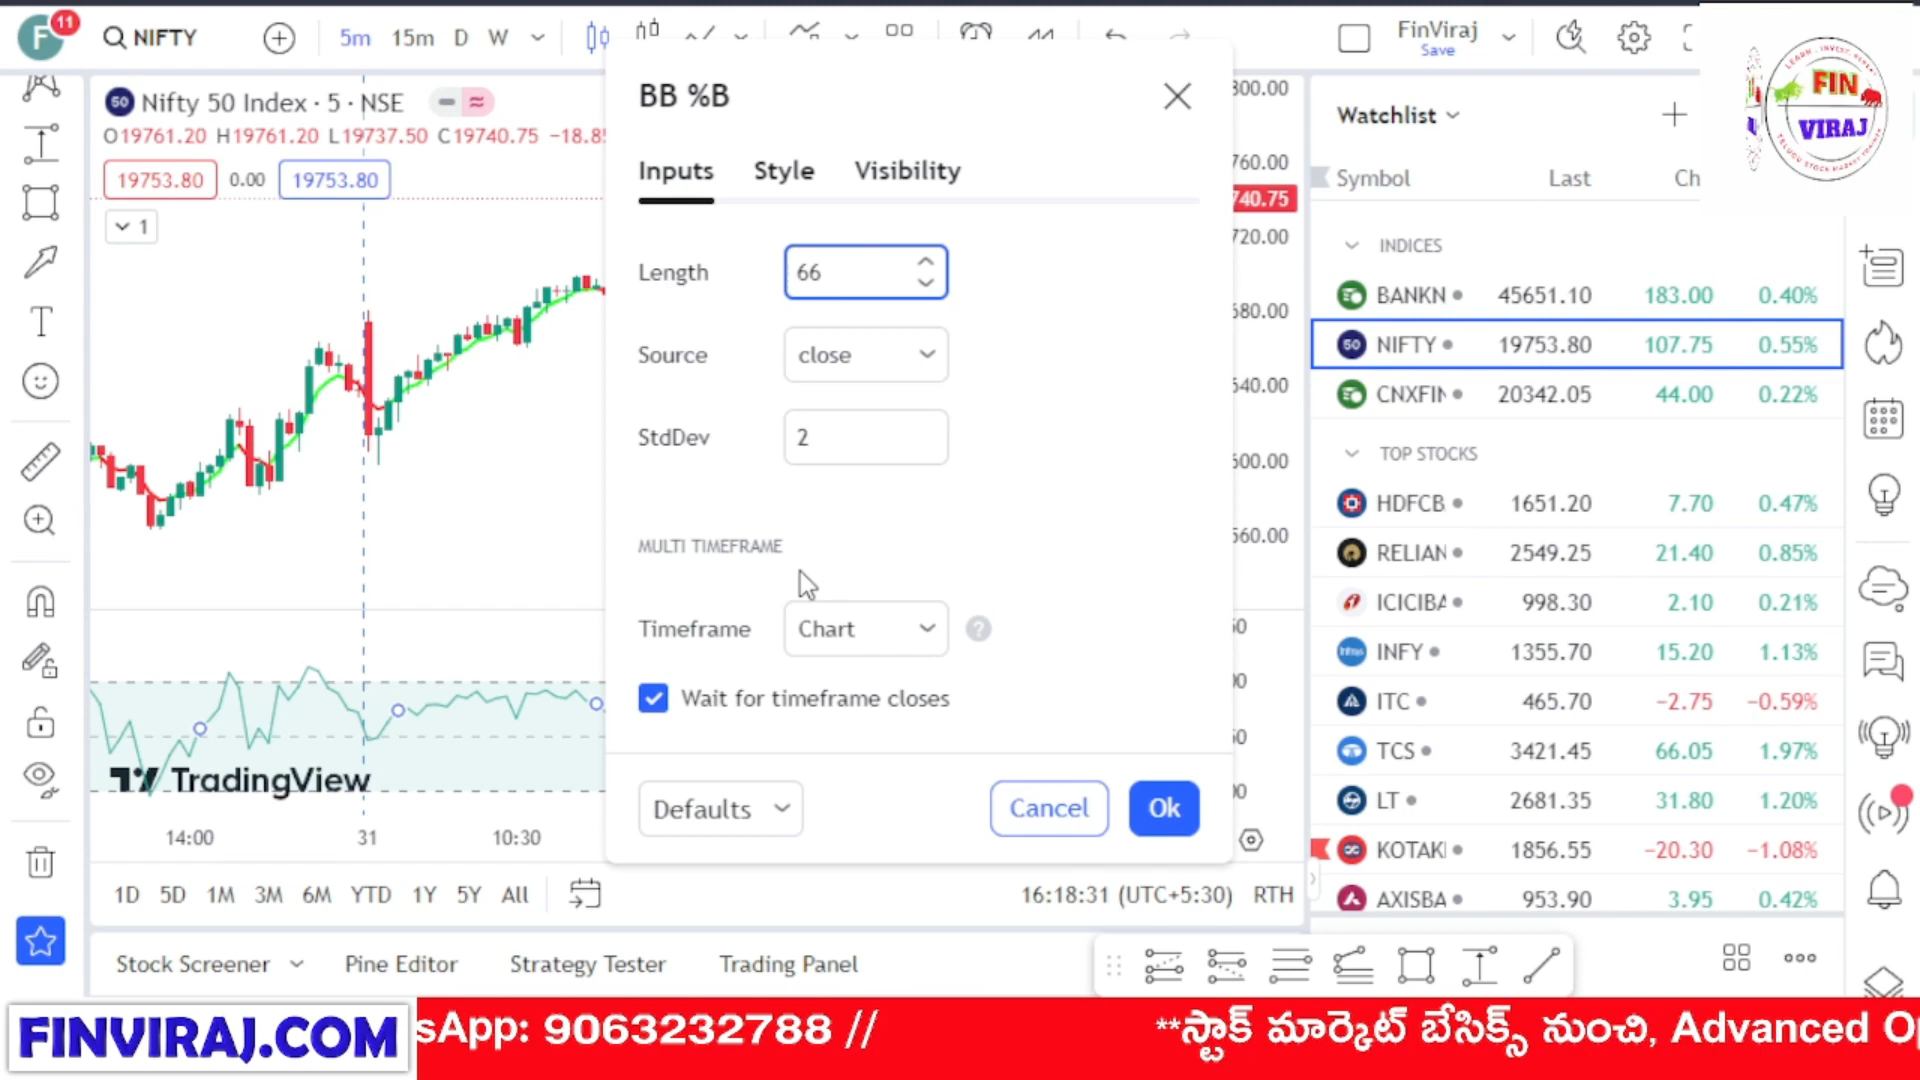 F
11
NIFTY
5m
15m
D
W
FinViraj
Save
FIN
VIRAJ
Nifty 50 Index · 5 · NSE
O19761.20 H19761.20 L19737.50 C19740.75
19753.80
0.00
19753.80
1
BB %B
Inputs
Style
Visibility
Length
66
Source
close
StdDev
2
MULTI TIMEFRAME
Timeframe
Chart
?
Wait for timeframe closes
Defaults
Cancel
Ok
Watchlist
Symbol
Last
INDICES
BANKN 45651.10 183.00 0.40%
50 NIFTY 19753.80 107.75 0.55%
CNXFIN 20342.05 44.00 0.22%
TOP STOCKS
HDFCB 1651.20 7.70 0.47%
RELIAN 2549.25 21.40 0.85%
ICICIBA 998.30 2.10 0.21%
INFY 1355.70 15.20 1.13%
ITC 465.70 −2.75 −0.59%
TCS 3421.45 66.05 1.97%
LT 2681.35 31.80 1.20%
KOTAK 1856.55 −20.30 −1.08%
AXISBA 953.90 3.95 0.42%
TradingView
14:00
31
10:30
1D 5D 1M 3M 6M YTD 1Y 5Y All
16:18:31 (UTC+5:30) RTH
Stock Screener
Pine Editor
Strategy Tester
Trading Panel
FINVIRAJ.COM
sApp: 9063232788 //
**స్టాక్ మార్కెట్ బేసిక్స్ నుంచి, Advanced